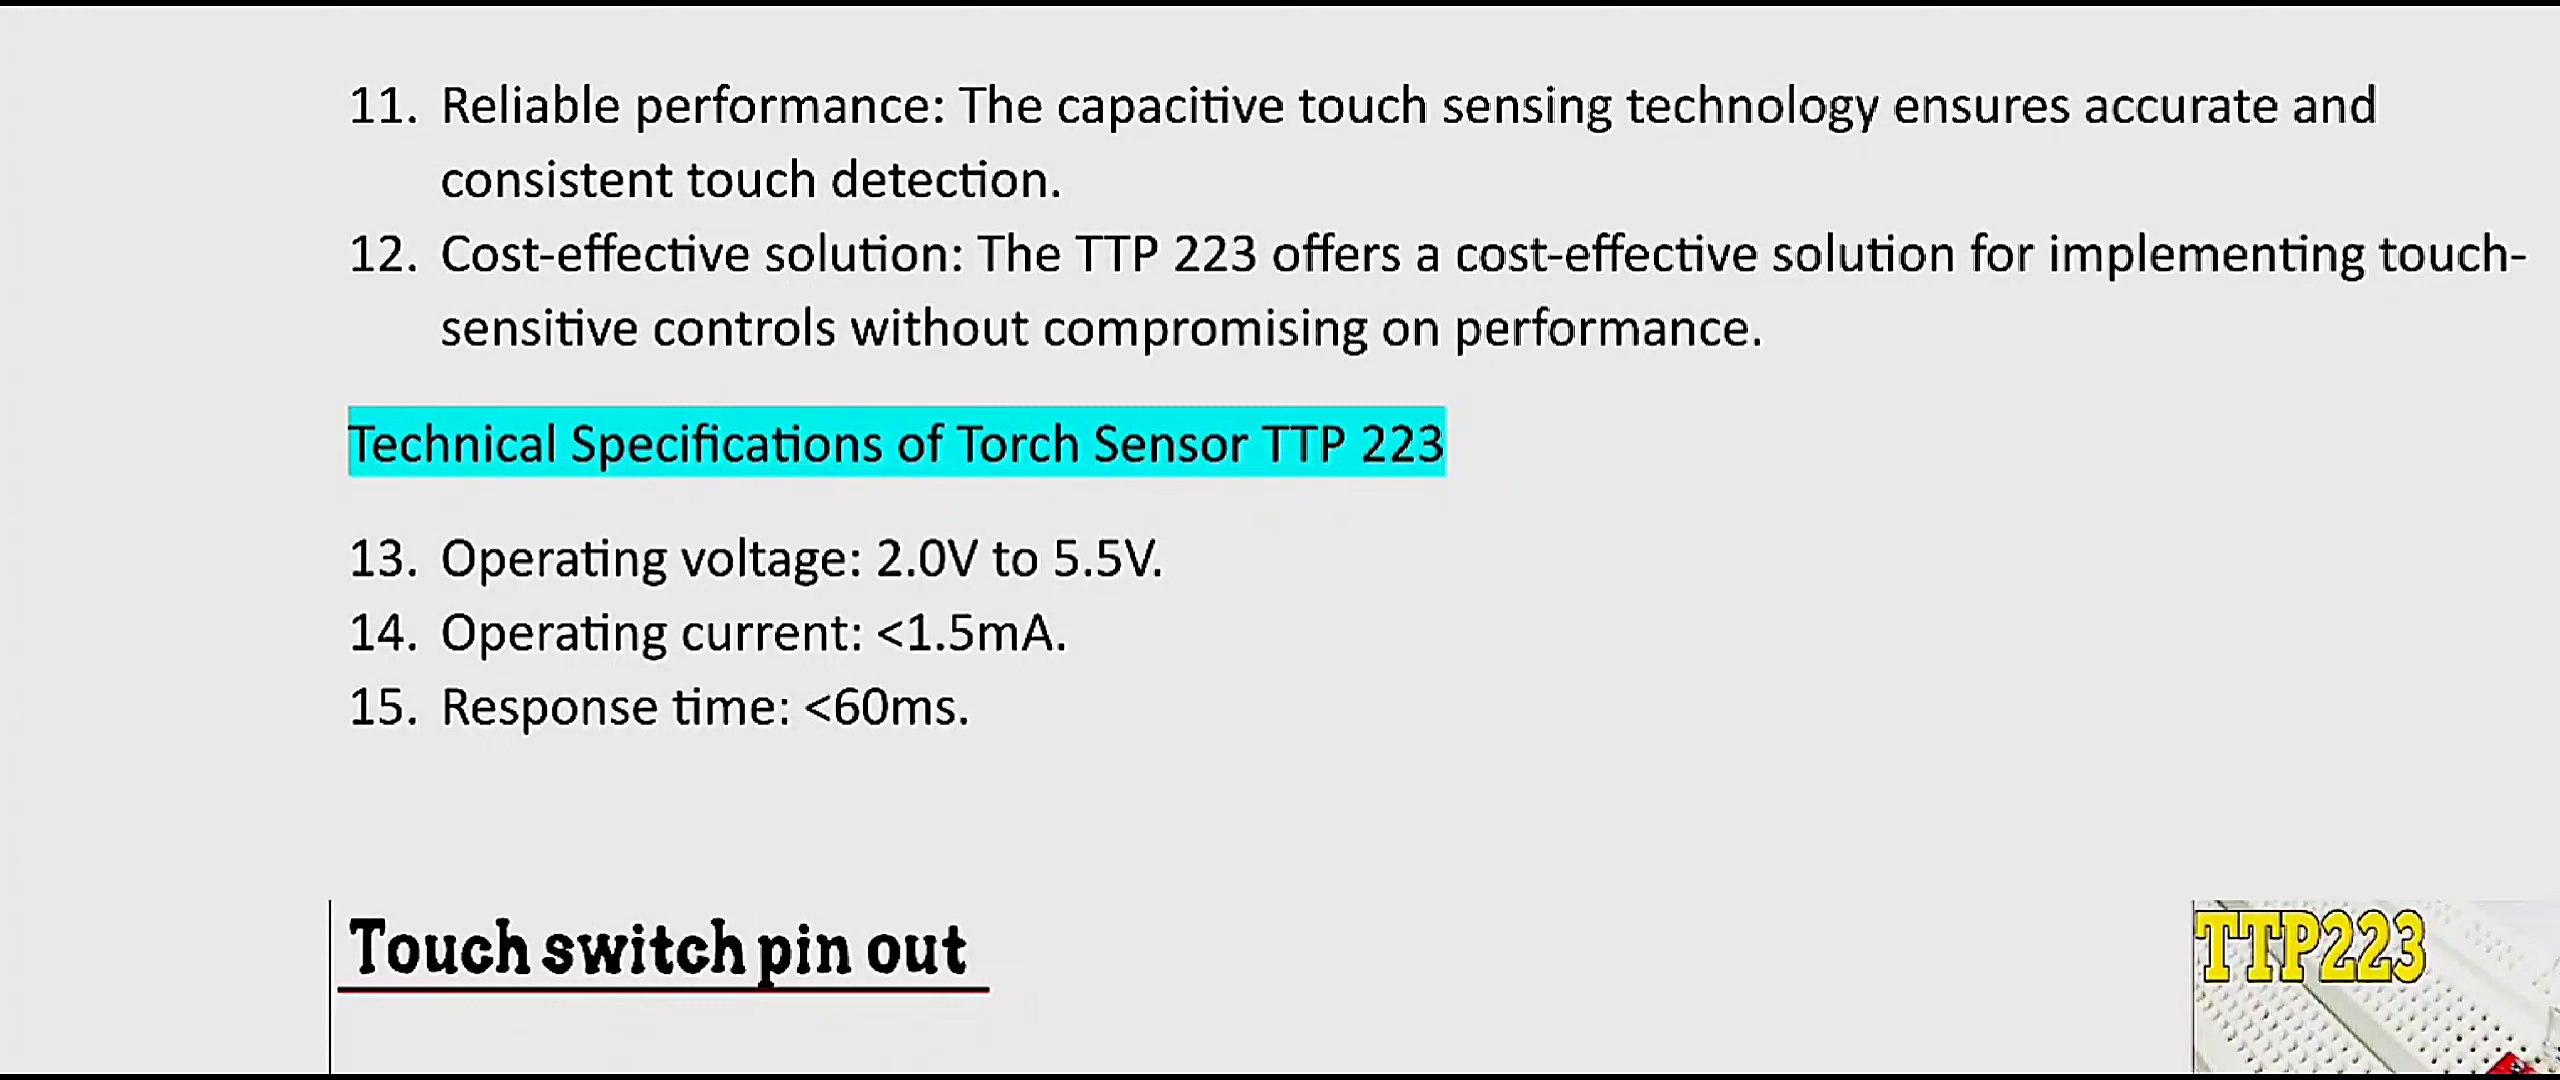 11. Reliable performance: The capacitive touch sensing technology ensures accurate and
consistent touch detection.
12. Cost-effective solution: The TTP 223 offers a cost-effective solution for implementing touch-
sensitive controls without compromising on performance.
Technical Specifications of Torch Sensor TTP 223
13. Operating voltage: 2.0V to 5.5V.
14. Operating current: <1.5mA.
15. Response time: <60ms.
Touch switch pin out
TTP223